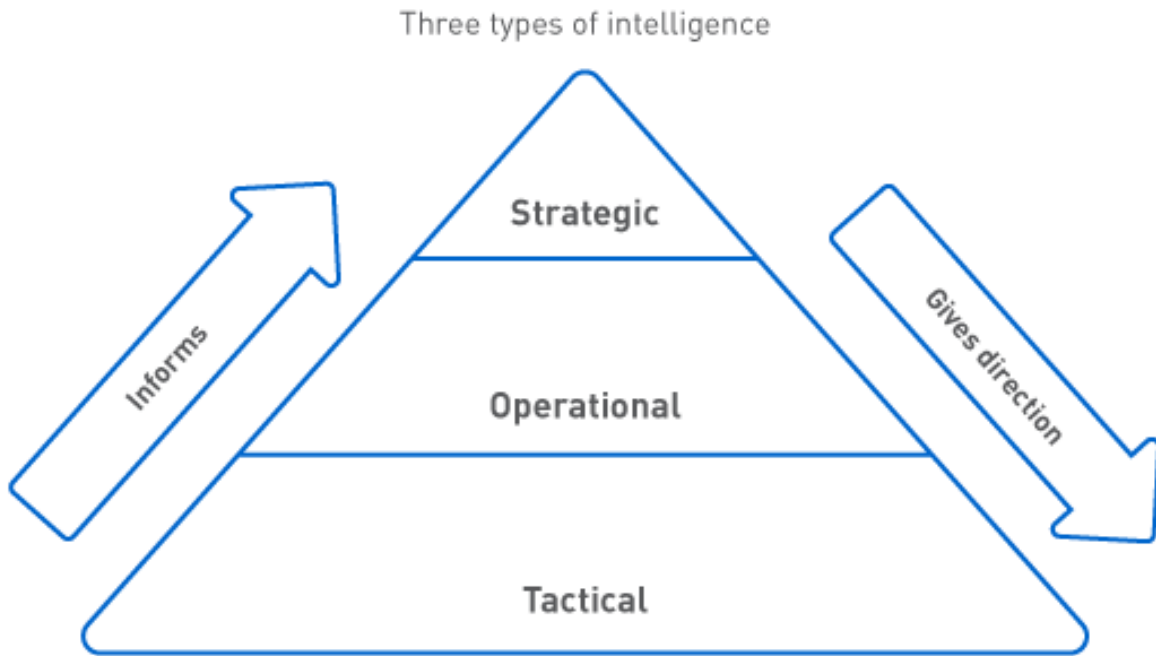 Three types of intelligence
Strategic
Informs
Gives direction
Operational
Tactical